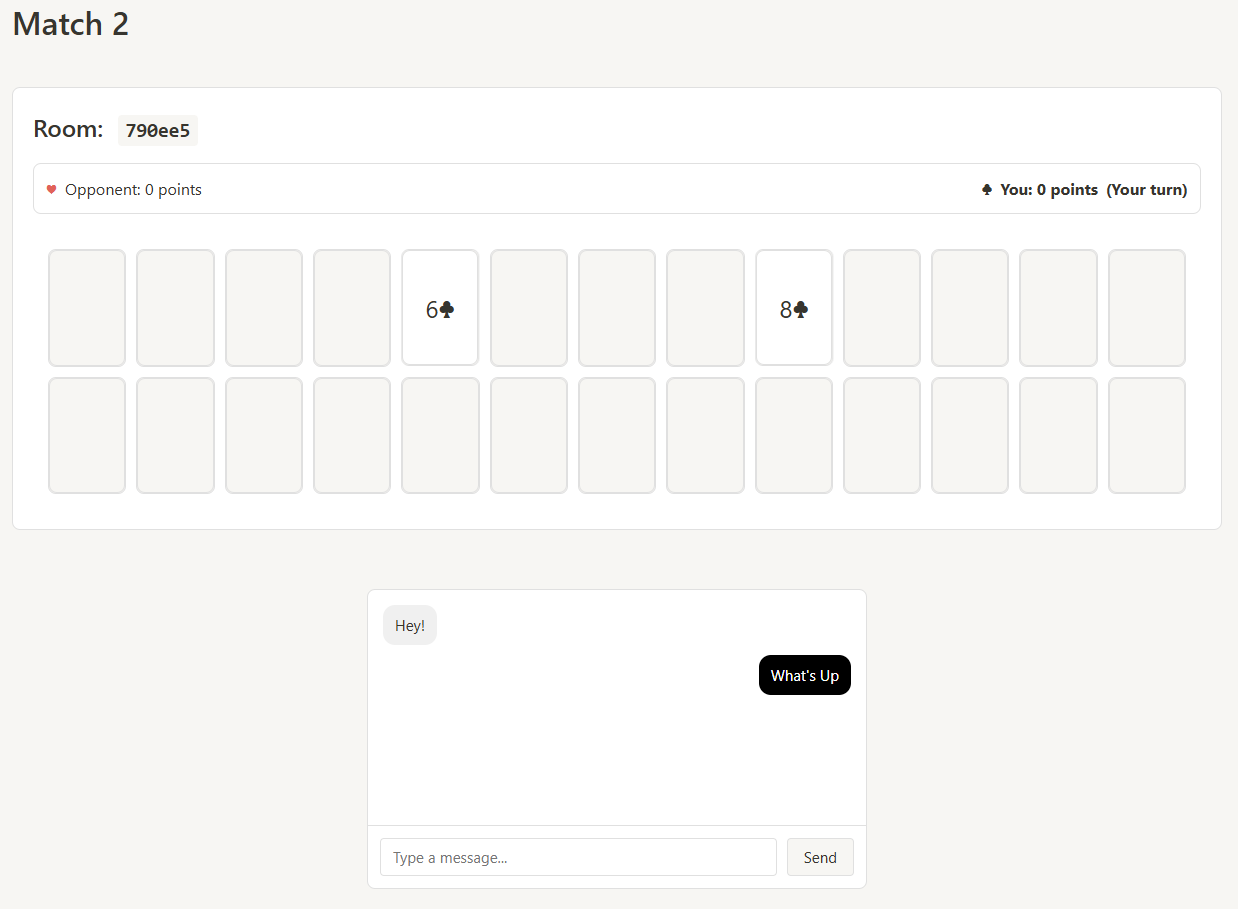 Match 2
Room: 790ee5
♥ Opponent: 0 points ♣ You: 0 points (Your turn)
6♣ 8♣
Hey!
What's Up
Type a message...
Send